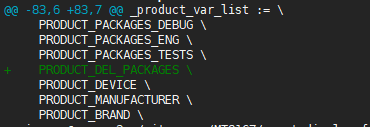 @@ -83,6 +83,7 @@ _product_var_list := \
PRODUCT_PACKAGES_DEBUG \
PRODUCT_PACKAGES_ENG \
PRODUCT_PACKAGES_TESTS \
+ PRODUCT_DEL_PACKAGES \
PRODUCT_DEVICE \
PRODUCT_MANUFACTURER \
PRODUCT_BRAND \